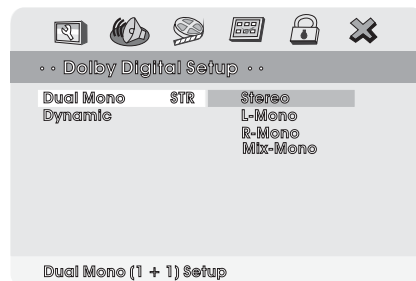 ·· Dolby Digital Setup ··
Dual Mono STR Stereo
Dynamic L-Mono
R-Mono
Mix-Mono
Dual Mono (1 + 1) Setup